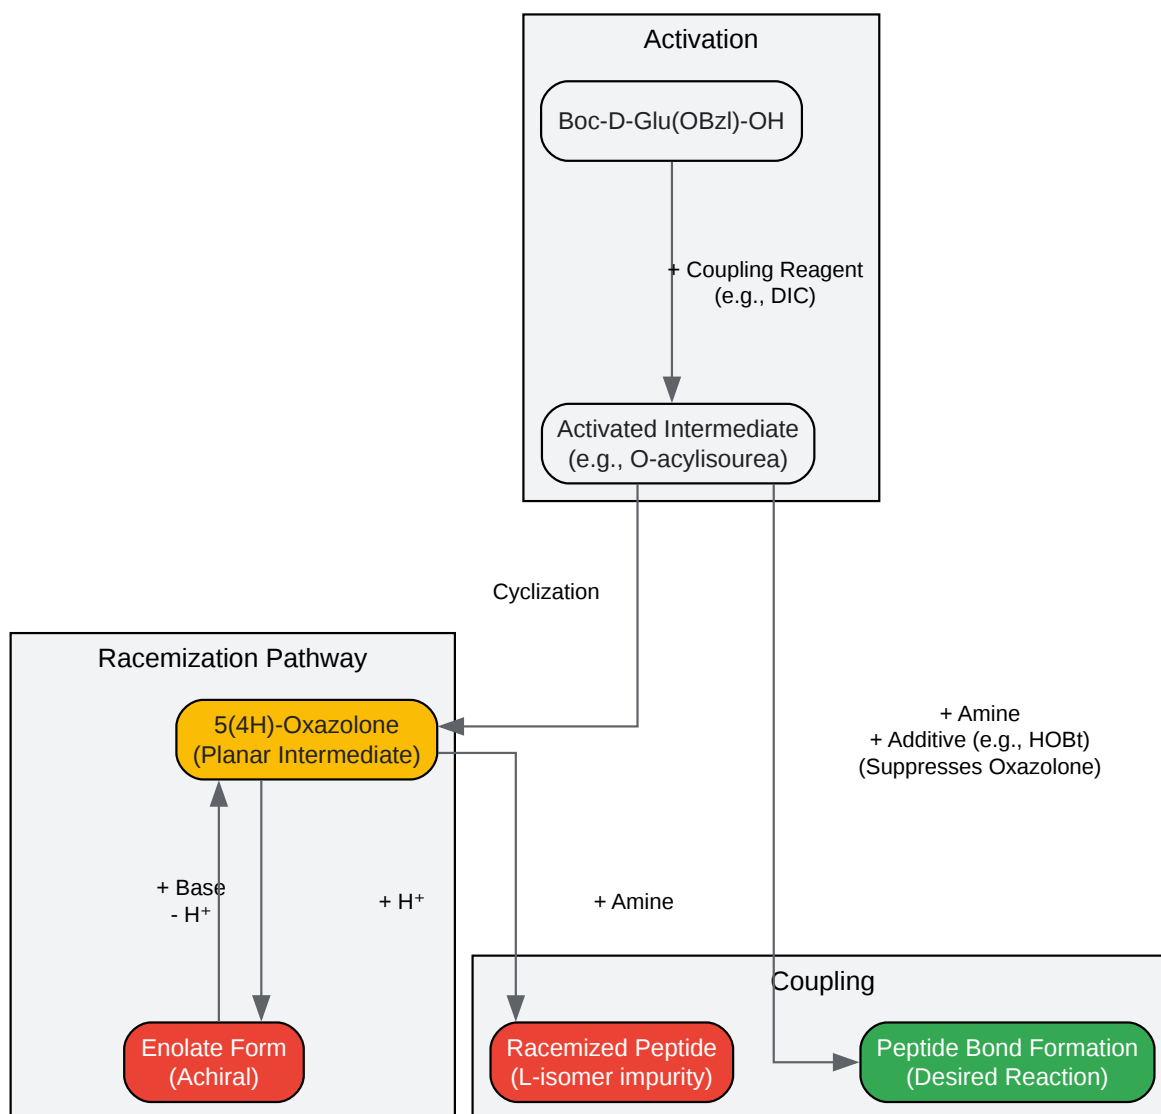 Activation
Boc-D-Glu(OBzl)-OH
+ Coupling Reagent
(e.g., DIC)
Activated Intermediate
(e.g., O-acylisourea)
Cyclization
Racemization Pathway
5(4H)-Oxazolone
(Planar Intermediate)
+ Amine
+ Additive (e.g., HOBt)
(Suppresses Oxazolone)
+ Base
- H⁺
+ H⁺
+ Amine
Coupling
Enolate Form
(Achiral)
Racemized Peptide
(L-isomer impurity)
Peptide Bond Formation
(Desired Reaction)